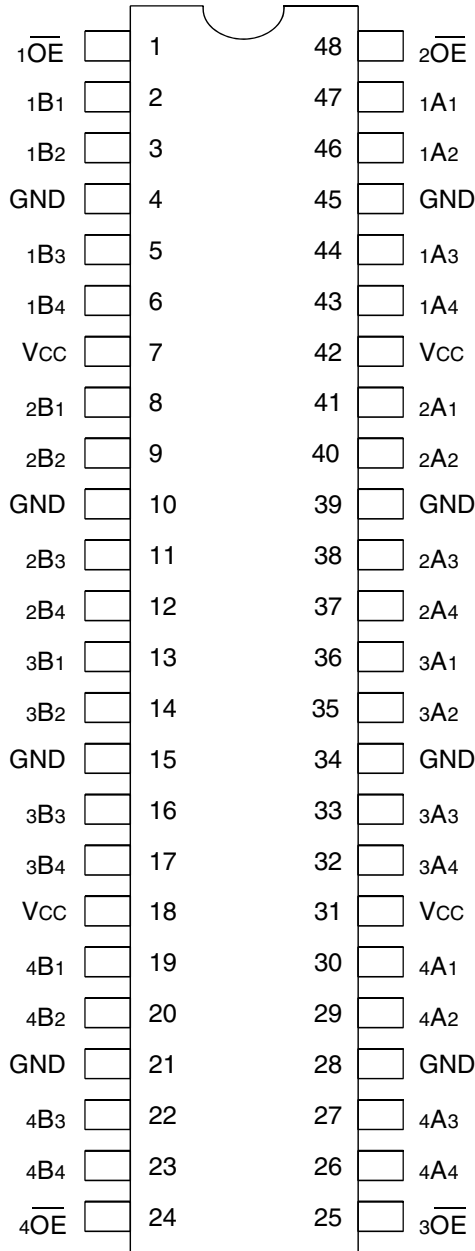 1OE 1 48 2OE
1B1 2 47 1A1
1B2 3 46 1A2
GND 4 45 GND
1B3 5 44 1A3
1B4 6 43 1A4
VCC 7 42 VCC
2B1 8 41 2A1
2B2 9 40 2A2
GND 10 39 GND
2B3 11 38 2A3
2B4 12 37 2A4
3B1 13 36 3A1
3B2 14 35 3A2
GND 15 34 GND
3B3 16 33 3A3
3B4 17 32 3A4
VCC 18 31 VCC
4B1 19 30 4A1
4B2 20 29 4A2
GND 21 28 GND
4B3 22 27 4A3
4B4 23 26 4A4
4OE 24 25 3OE